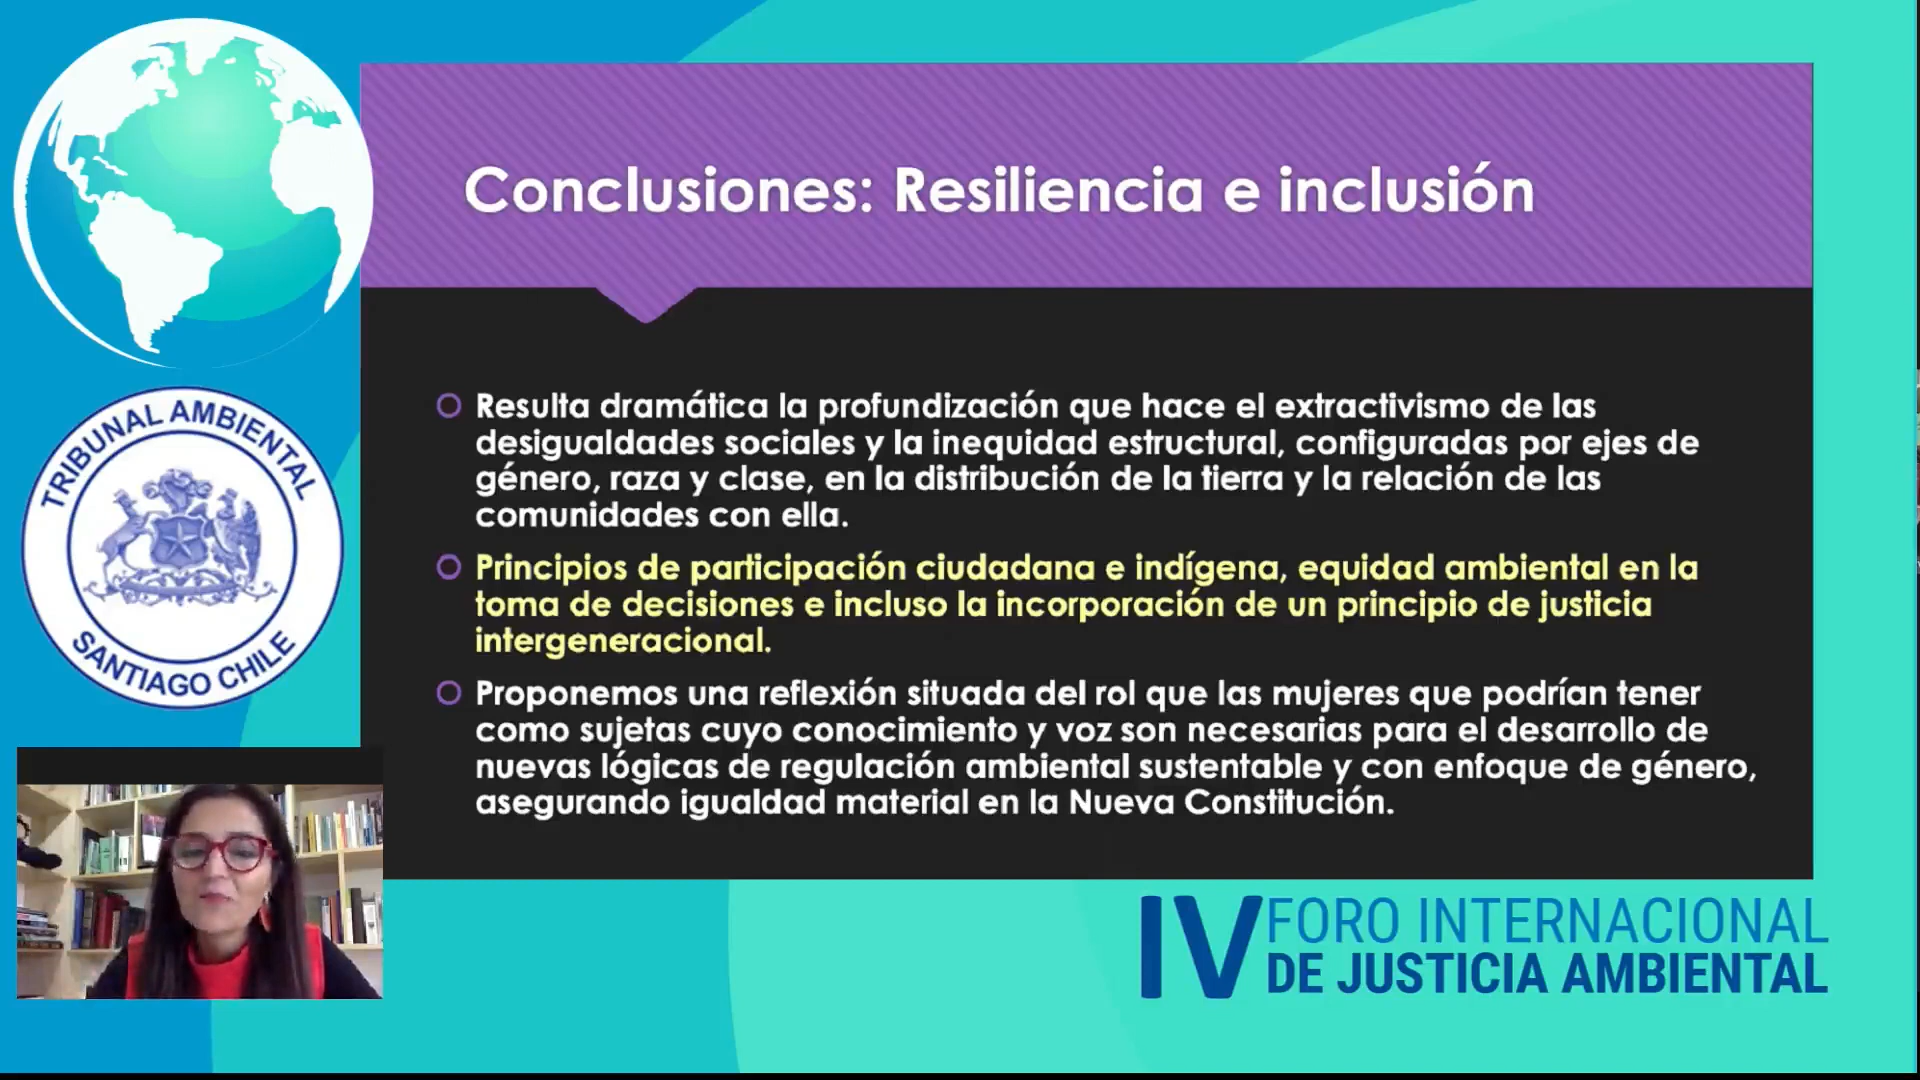 Conclusiones: Resiliencia e inclusión
Resulta dramática la profundización que hace el extractivismo de las
desigualdades sociales y la inequidad estructural, configuradas por ejes de
género, raza y clase, en la distribución de la tierra y la relación de las
comunidades con ella.
Principios de participación ciudadana e indígena, equidad ambiental en la
toma de decisiones e incluso la incorporación de un principio de justicia
intergeneracional.
Proponemos una reflexión situada del rol que las mujeres que podrían tener
como sujetas cuyo conocimiento y voz son necesarias para el desarrollo de
nuevas lógicas de regulación ambiental sustentable y con enfoque de género,
asegurando igualdad material en la Nueva Constitución.
TRIBUNAL AMBIENTAL
SANTIAGO CHILE
IV FORO INTERNACIONAL
DE JUSTICIA AMBIENTAL